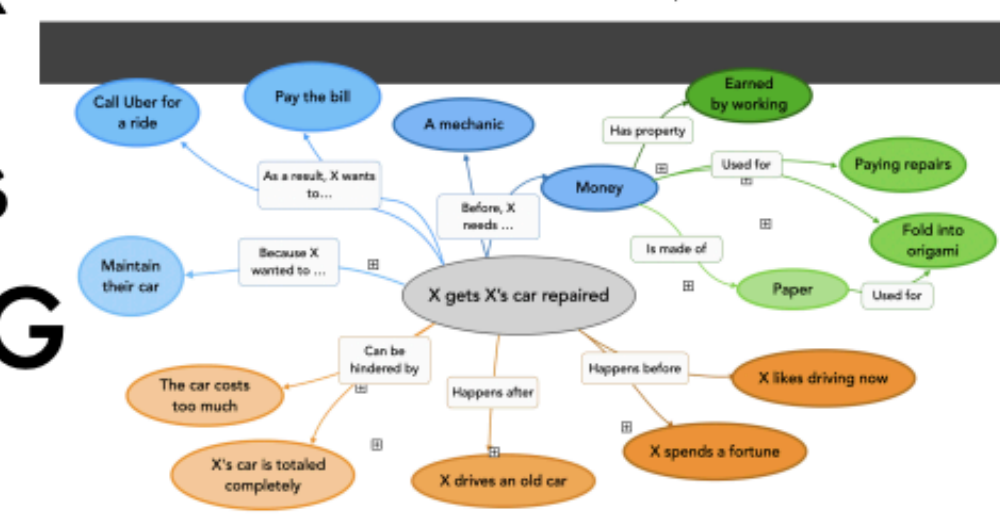 Call Uber for
a ride
Pay the bill
A mechanic
Earned
by working
Has property
Used for
Paying repairs
As a result, X wants
to...
Money
Before, X
needs ...
Fold into
origami
Is made of
Because X
wanted to ...
Maintain
their car
X gets X's car repaired
Paper
Used for
Can be
hindered by
Happens after
Happens before
X likes driving now
The car costs
too much
X spends a fortune
X's car is totaled
completely
X drives an old car
G